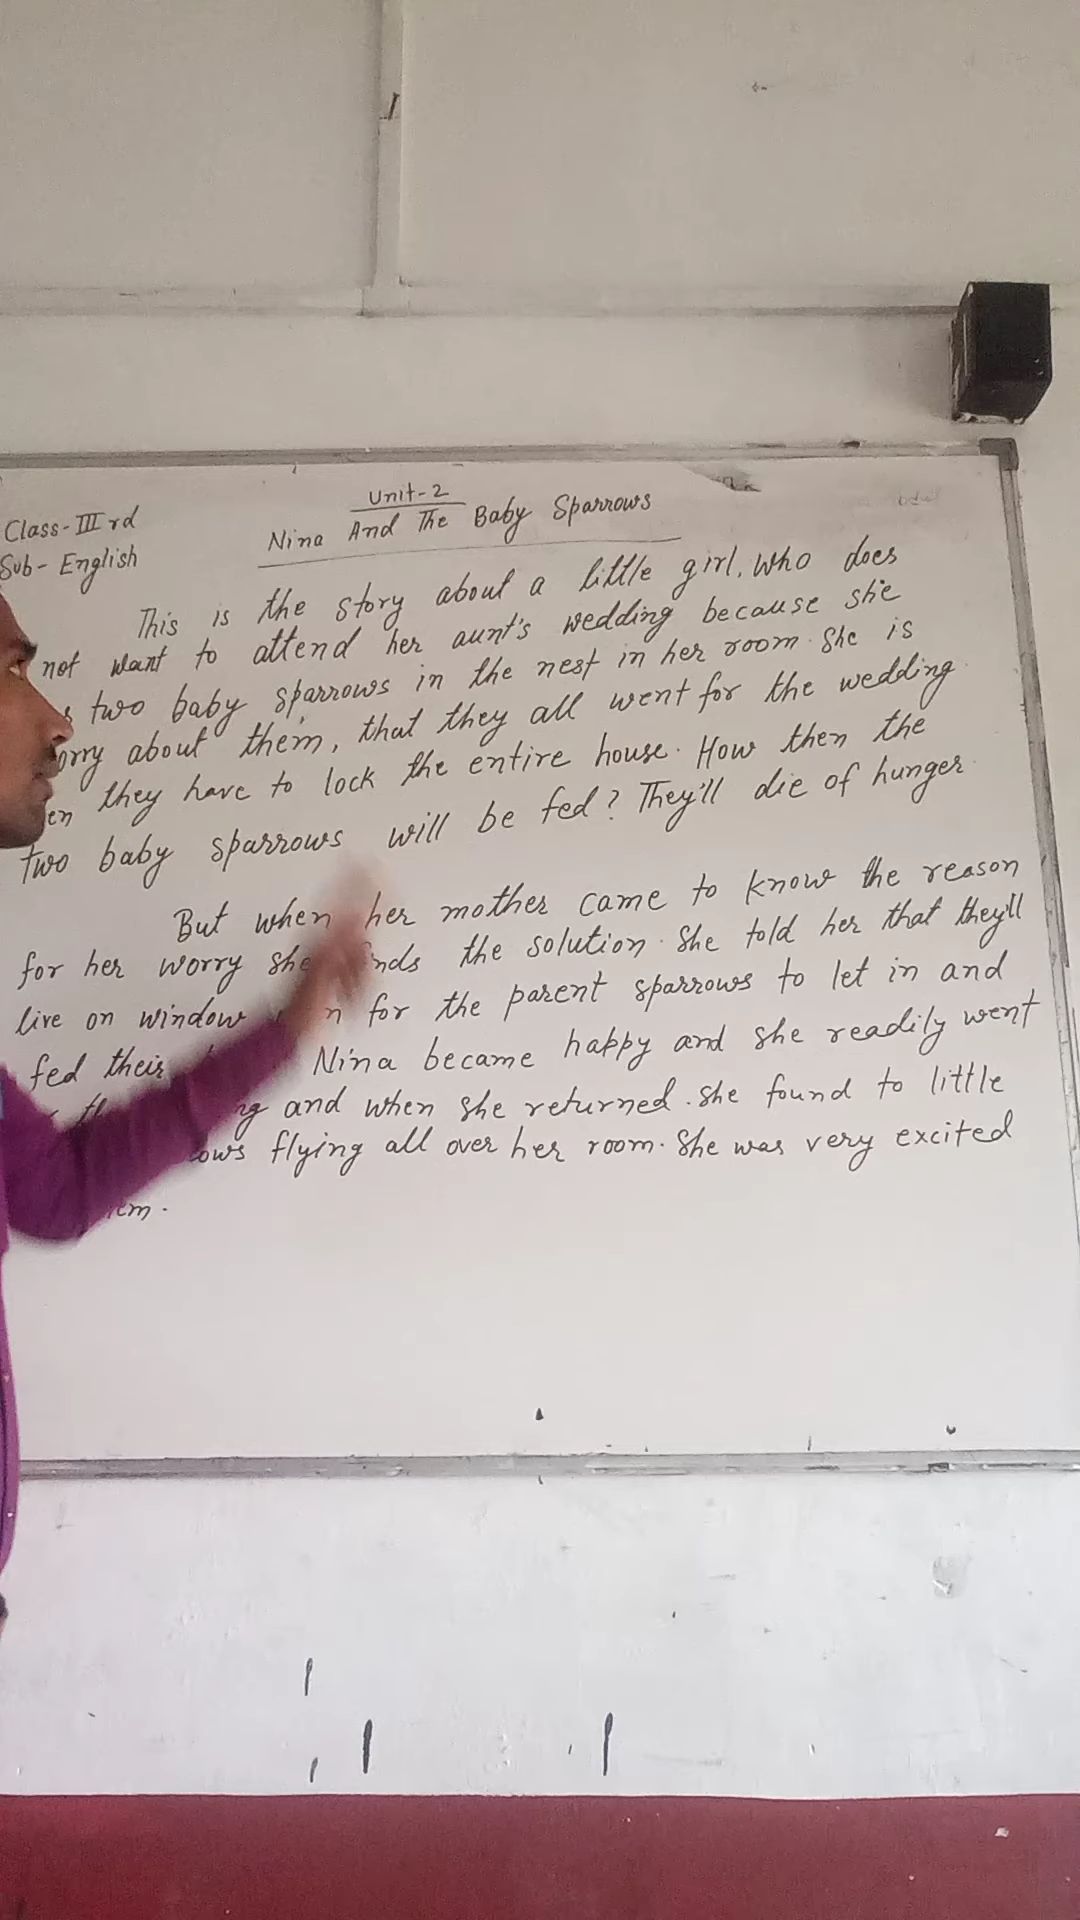 Unit-2
Class-IIIrd
Nina And The Baby Sparrows
Sub- English
This is the story about a little girl, who does
not want to attend her aunt's wedding because she
two baby sparrows in the nest in her room. She is
about them, that they all went for the wedding
they have to lock the entire house. How then the
two baby sparrows will be fed? They'll die of hunger.
But when her mother came to know the reason
for her worry she the solution. She told her that they'll
live on window for the parent sparrows to let in and
fed their Nina became happy and she readily went
and when she returned. She found to little
flying all over her room. She was very excited